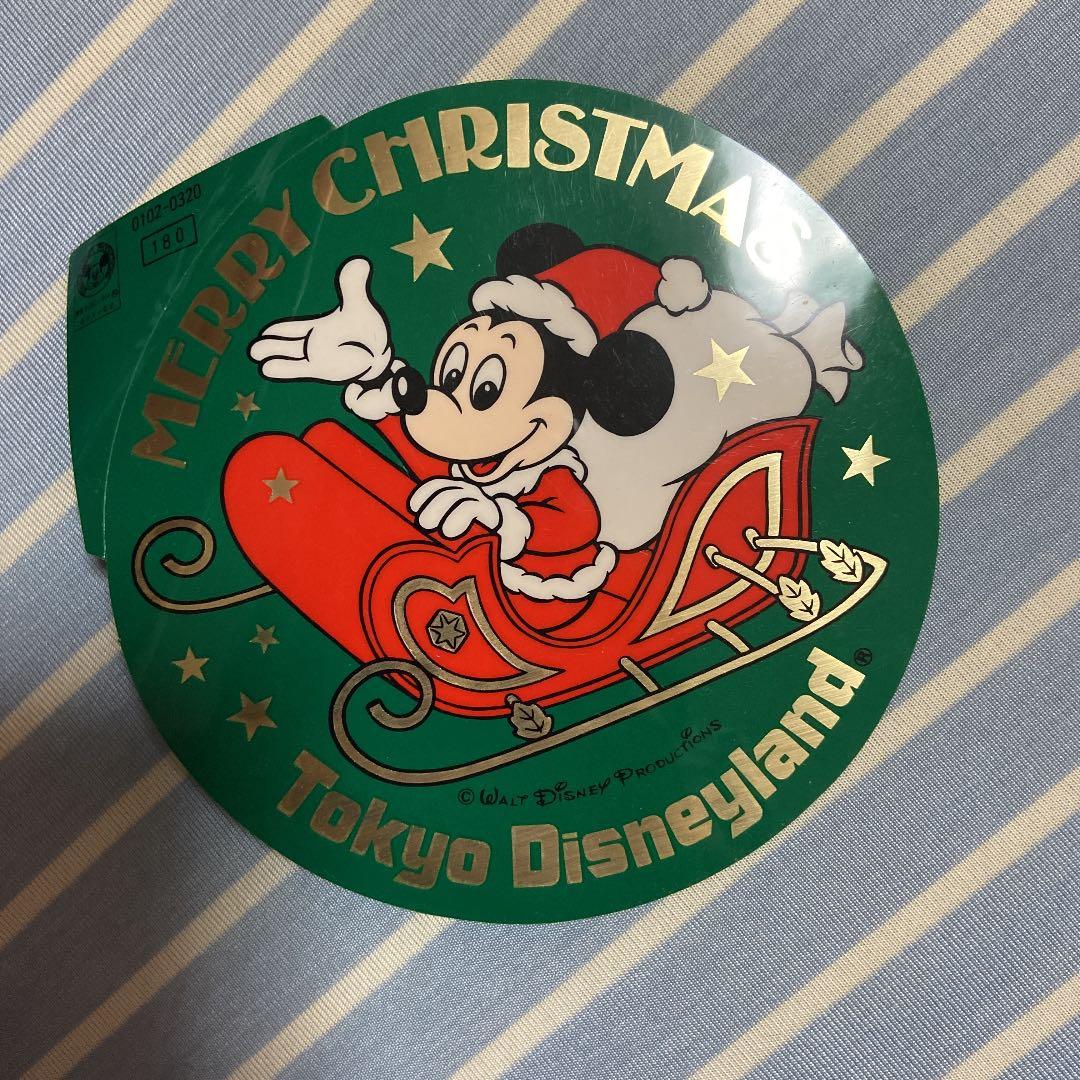 0102-0320
180
MERRY CHRISTMAS
© WALT DISNEY PRODUCTIONS
Tokyo Disneyland®